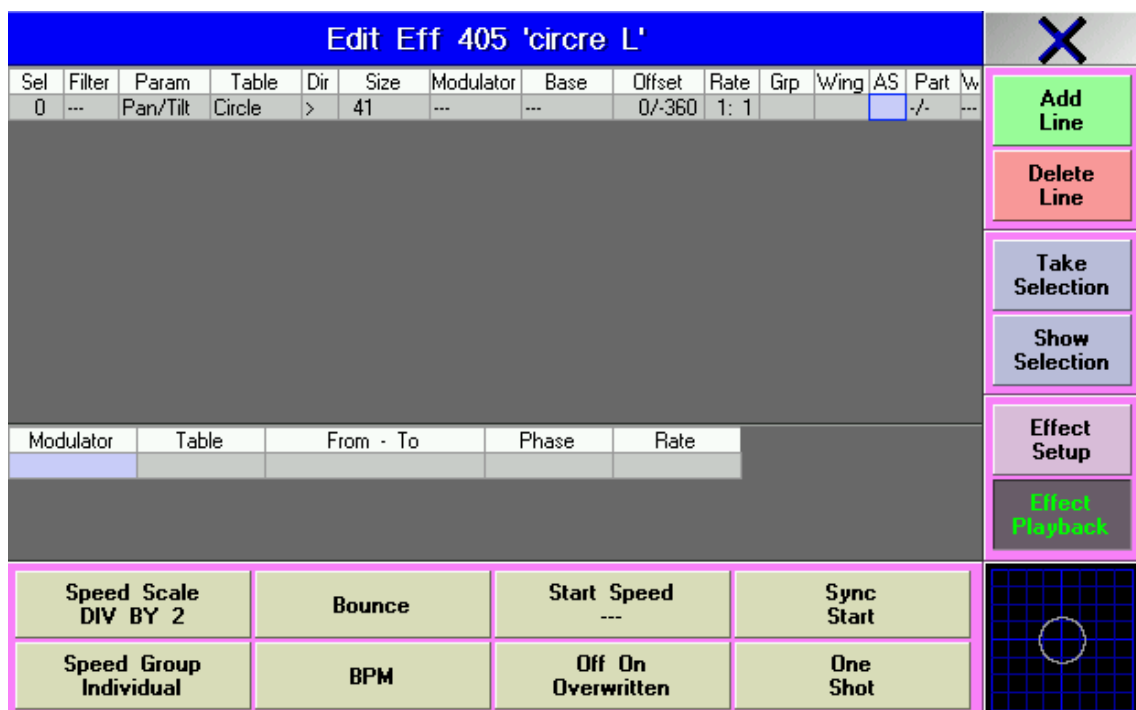 Edit Eff 405 'circre L'
Sel Filter Param Table Dir Size Modulator Base Offset Rate Grp Wing AS Part W
0 --- Pan/Tilt Circle > 41 --- --- 0/-360 1: 1 -/- ---
Add
Line
Delete
Line
Take
Selection
Show
Selection
Modulator Table From - To Phase Rate
Effect
Setup
Effect
Playback
Speed Scale
DIV BY 2
Bounce
Start Speed
---
Sync
Start
Speed Group
Individual
BPM
Off On
Overwritten
One
Shot